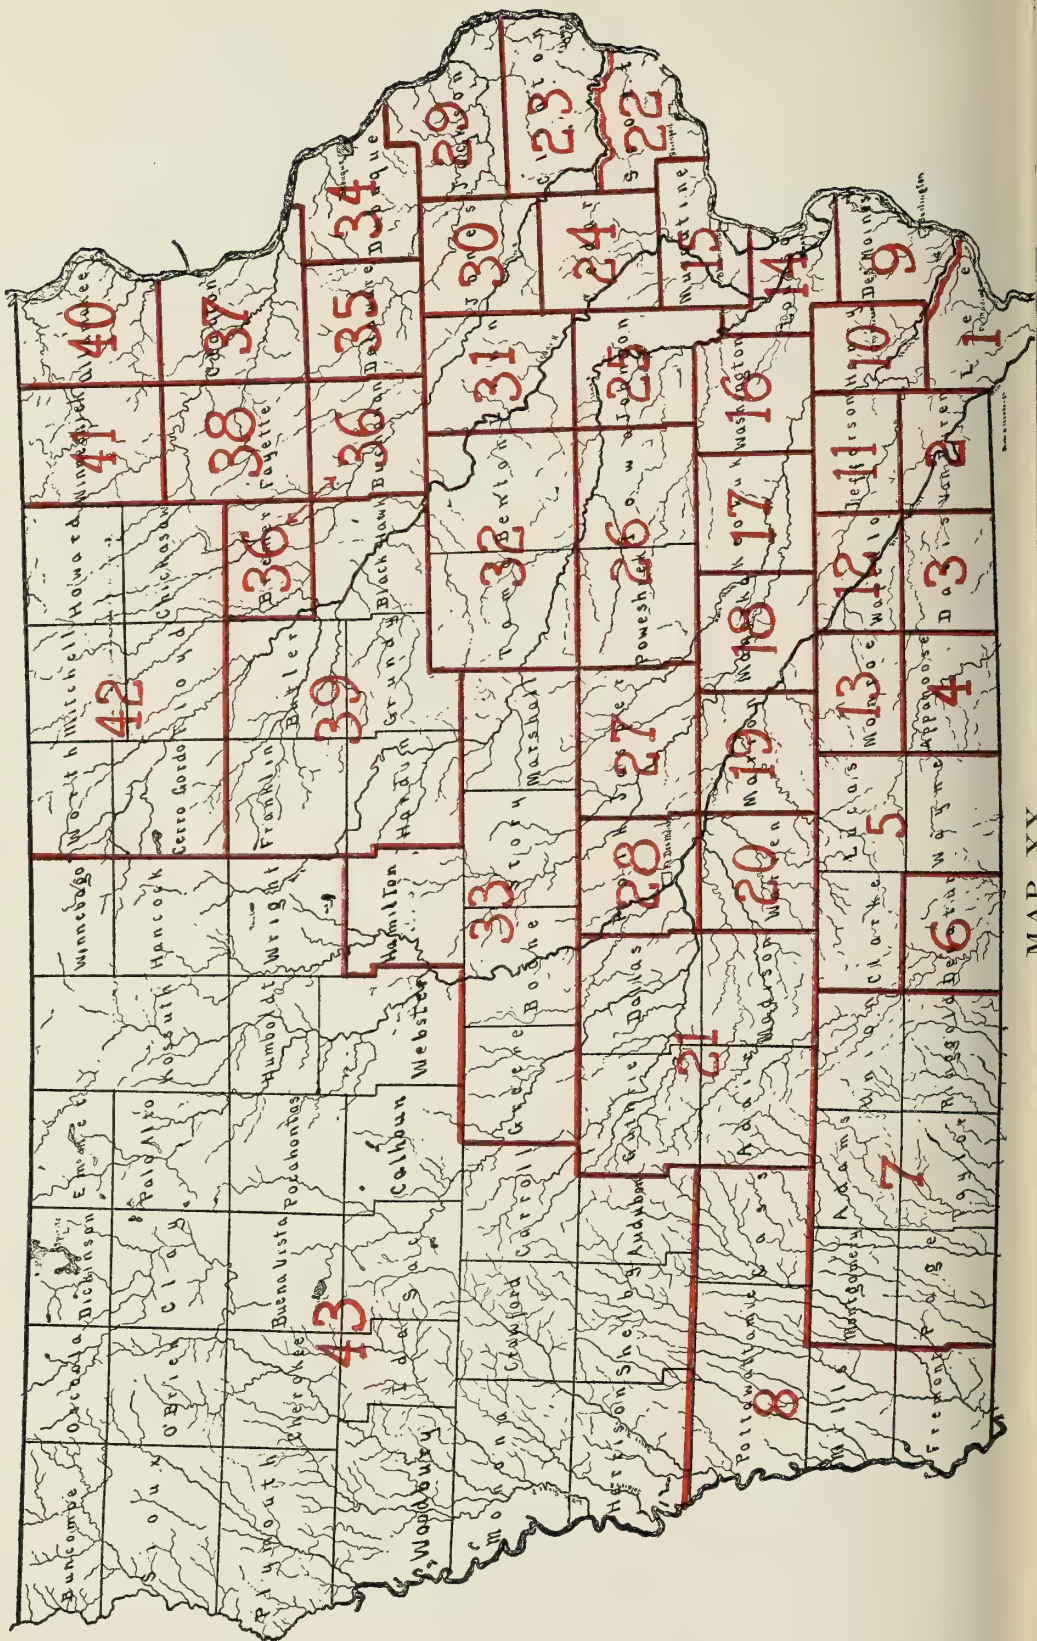 Buncombe
Osceola
Dickinson
Emmet
Winnebago
Worth
Mitchell
Howard
Winneshiek
41
Allamakee
40
Sioux
O'Brien
Clay
Palo Alto
Kossuth
Hancock
Cerro Gordo
42
Floyd
Chickasaw
Fayette
38
Clayton
37
Plymouth
Cherokee
Buena Vista
Pocahontas
Humboldt
Wright
Franklin
Butler
Bremer
36
43
39
Woodbury
Ida
Sac
Calhoun
Webster
Hamilton
Hardin
Grundy
Black Hawk
Buchanan
36
Delaware
35
Dubuque
34
Monona
Crawford
Carroll
Greene
Boone
Story
33
Marshall
Tama
Benton
32
Linn
31
Jones
30
Jackson
29
Harrison
Shelby
Audubon
Guthrie
Dallas
Polk
28
Jasper
27
Poweshiek
Iowa
26
Johnson
25
Cedar
24
Clinton
23
Scott
22
Pottawattamie
8
Cass
Adair
21
Madison
Warren
20
Marion
19
Mahaska
18
Keokuk
17
Washington
16
Muscatine
15
Louisa
14
Mills
Montgomery
Adams
Union
Clarke
Lucas
5
Monroe
13
Wapello
12
Jefferson
11
Henry
10
Des Moines
9
Burlington
Fremont
Page
Taylor
7
Ringgold
Decatur
6
Wayne
Appanoose
4
Davis
3
Van Buren
2
Lee
1
MAP XX